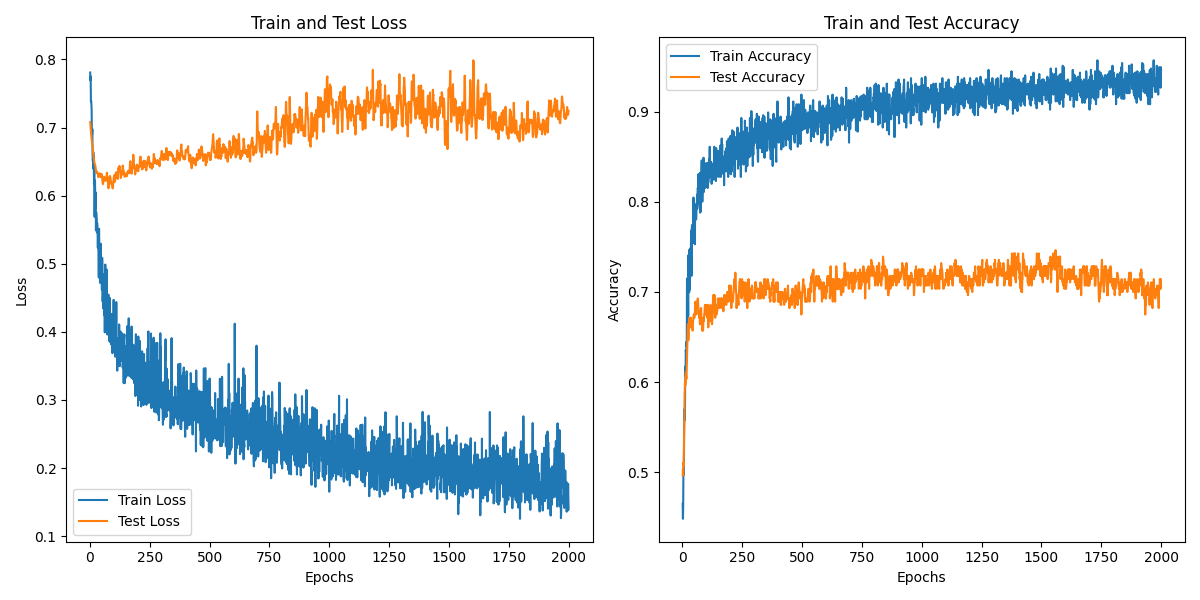 Train and Test Loss
Loss
0.8
0.7
0.6
0.5
0.4
0.3
0.2
0.1
Train Loss
Test Loss
0 250 500 750 1000 1250 1500 1750 2000
Epochs
Train and Test Accuracy
Accuracy
Train Accuracy
Test Accuracy
0.9
0.8
0.7
0.6
0.5
0 250 500 750 1000 1250 1500 1750 2000
Epochs